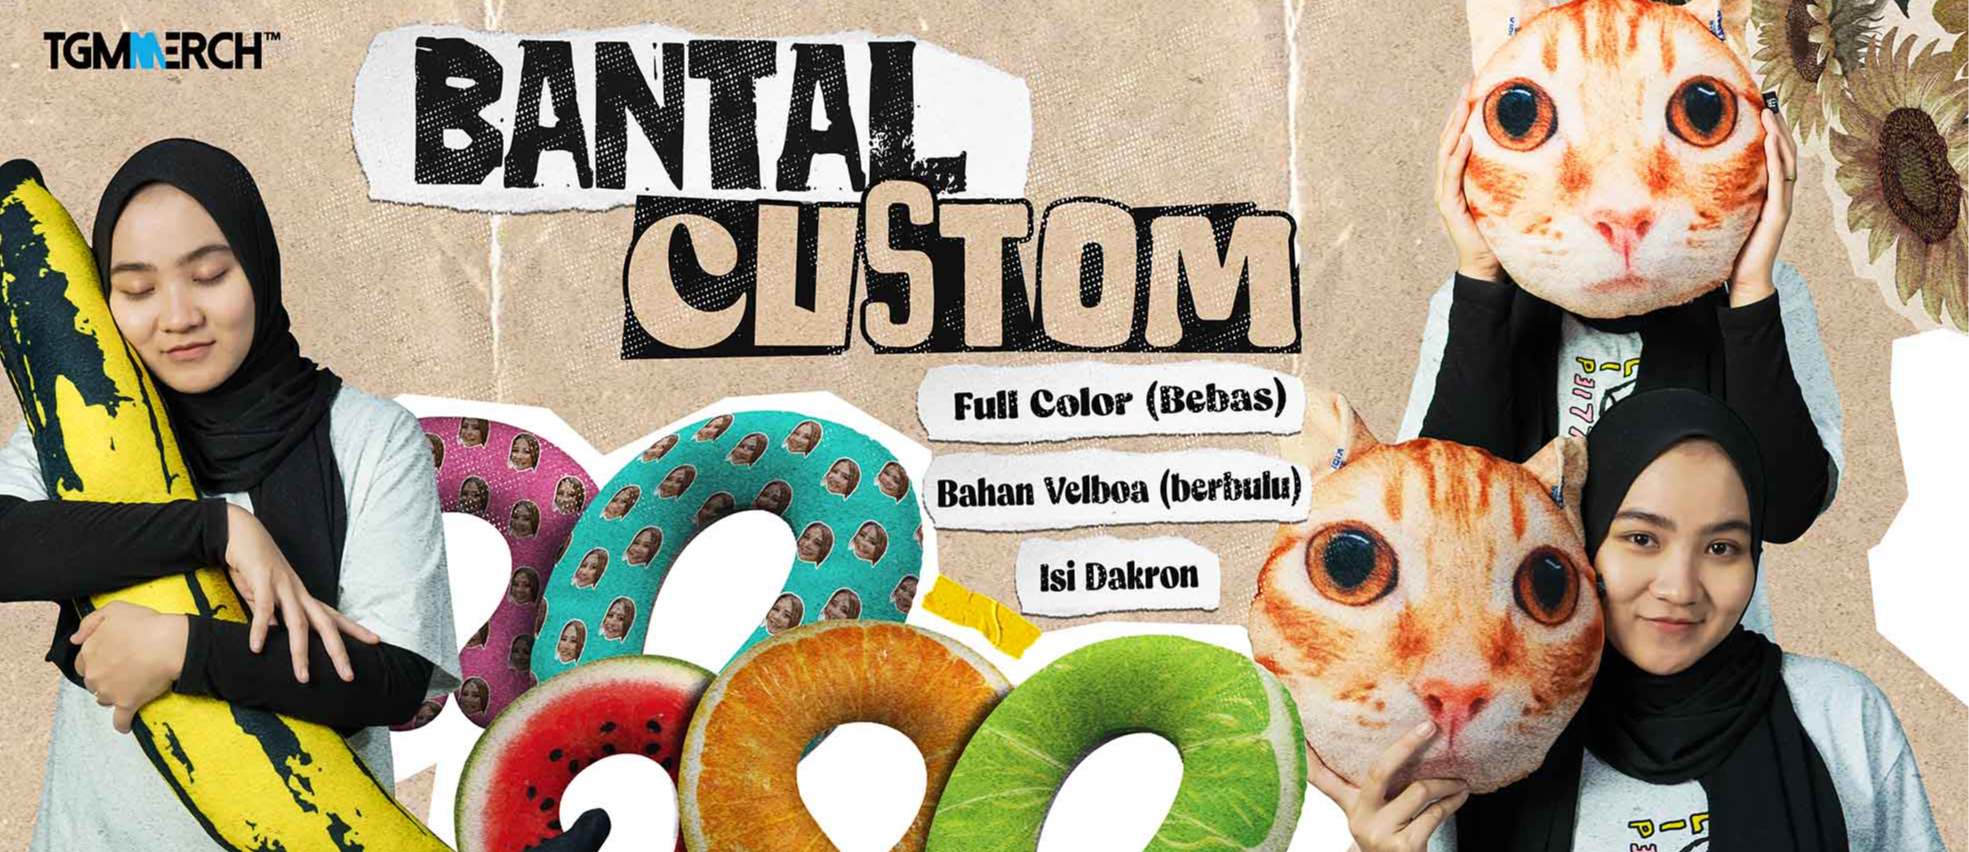 TGMMERCH™
BANTAL
CUSTOM
Full Color (Bebas)
Bahan Velboa (berbulu)
Isi Dakron